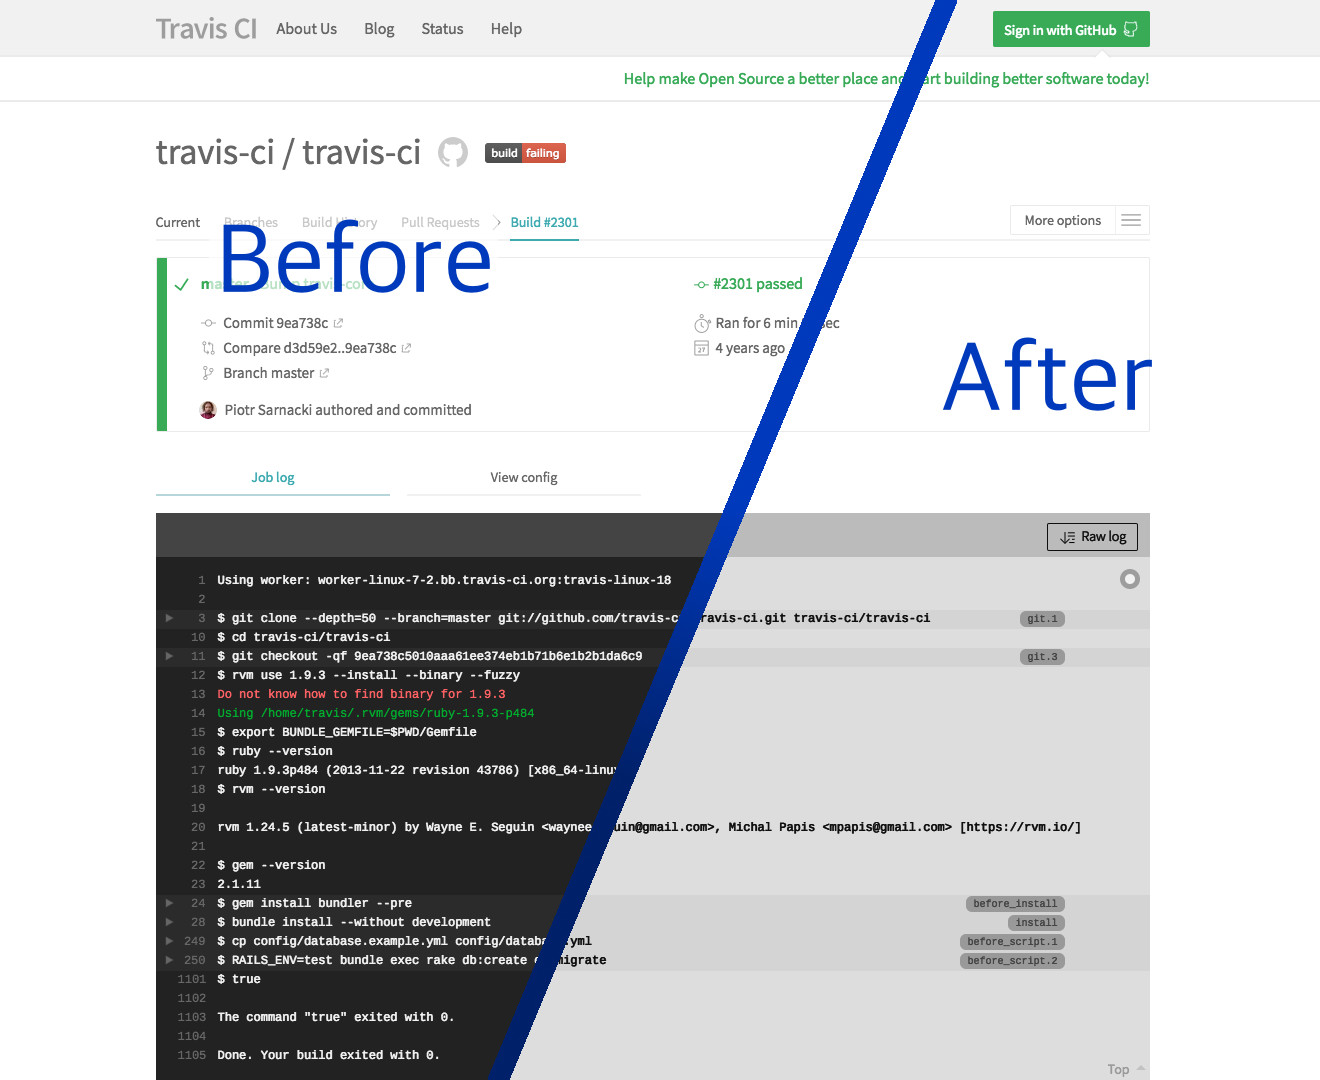 Travis CI About Us Blog Status Help Sign in with GitHub
Help make Open Source a better place and art building better software today!
travis-ci / travis-ci build failing
Current Branches Build History Pull Requests Build #2301 More options
Before
#2301 passed
Commit 9ea738c Ran for 6 min
Compare d3d59e2..9ea738c 27 4 years ago
Branch master
After
Piotr Sarnacki authored and committed
Job log View config
Raw log
1 Using worker: worker-linux-7-2.bb.travis-ci.org:travis-linux-18
2
3 $ git clone --depth=50 --branch=master git://github.com/travis-c ravis-ci.git travis-ci/travis-ci git.1
10 $ cd travis-ci/travis-ci
11 $ git checkout -qf 9ea738c5010aaa61ee374eb1b71b6e1b2b1da6c9 git.3
12 $ rvm use 1.9.3 --install --binary --fuzzy
13 Do not know how to find binary for 1.9.3
14 Using /home/travis/.rvm/gems/ruby-1.9.3-p484
15 $ export BUNDLE_GEMFILE=$PWD/Gemfile
16 $ ruby --version
17 ruby 1.9.3p484 (2013-11-22 revision 43786) [x86_64-linu
18 $ rvm --version
19
20 rvm 1.24.5 (latest-minor) by Wayne E. Seguin <waynee uin@gmail.com>, Michal Papis <mpapis@gmail.com> [https://rvm.io/]
21
22 $ gem --version
23 2.1.11
24 $ gem install bundler --pre before_install
28 $ bundle install --without development install
249 $ cp config/database.example.yml config/databa .yml before_script.1
250 $ RAILS_ENV=test bundle exec rake db:create migrate before_script.2
1101 $ true
1102
1103 The command "true" exited with 0.
1104
1105 Done. Your build exited with 0.
Top